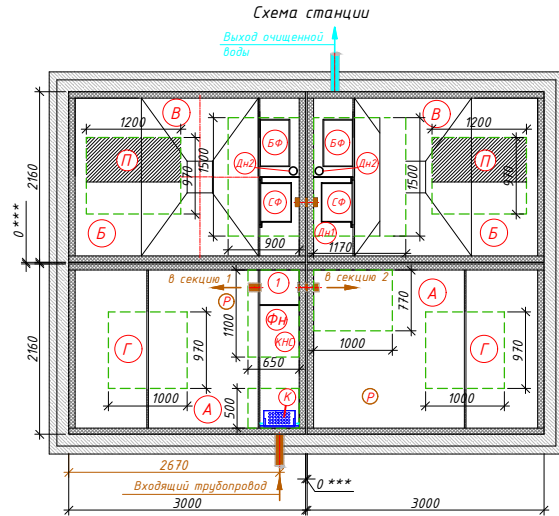 Схема станции
Выход очищенной
воды
В
В
1200
1200
П
БФ
БФ
П
970
1500
Дн2
Дн2
1500
970
СФ
СФ
Б
Дн1
Б
900
1170
2160
0 ***
в секцию 1
1
в секцию 2
А
Р
Фн
КНС
1100
770
650
1000
Г
Г
970
970
1000
1000
А
500
К
Р
2160
2670
Входящий трубопровод
0 ***
3000
3000